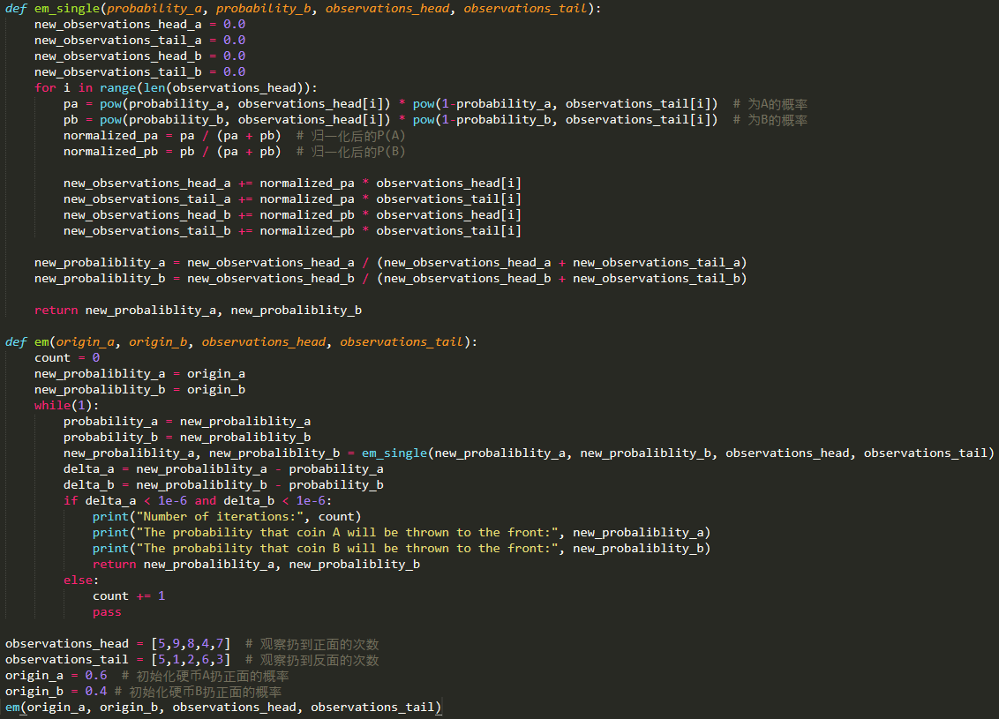 def em_single(probability_a, probability_b, observations_head, observations_tail):
    new_observations_head_a = 0.0
    new_observations_tail_a = 0.0
    new_observations_head_b = 0.0
    new_observations_tail_b = 0.0
    for i in range(len(observations_head)):
        pa = pow(probability_a, observations_head[i]) * pow(1-probability_a, observations_tail[i])  # 为A的概率
        pb = pow(probability_b, observations_head[i]) * pow(1-probability_b, observations_tail[i])  # 为B的概率
        normalized_pa = pa / (pa + pb)  # 归一化后的P(A)
        normalized_pb = pb / (pa + pb)  # 归一化后的P(B)

        new_observations_head_a += normalized_pa * observations_head[i]
        new_observations_tail_a += normalized_pa * observations_tail[i]
        new_observations_head_b += normalized_pb * observations_head[i]
        new_observations_tail_b += normalized_pb * observations_tail[i]

    new_probaliblity_a = new_observations_head_a / (new_observations_head_a + new_observations_tail_a)
    new_probaliblity_b = new_observations_head_b / (new_observations_head_b + new_observations_tail_b)

    return new_probaliblity_a, new_probaliblity_b

def em(origin_a, origin_b, observations_head, observations_tail):
    count = 0
    new_probaliblity_a = origin_a
    new_probaliblity_b = origin_b
    while(1):
        probability_a = new_probaliblity_a
        probability_b = new_probaliblity_b
        new_probaliblity_a, new_probaliblity_b = em_single(new_probaliblity_a, new_probaliblity_b, observations_head, observations_tail)
        delta_a = new_probaliblity_a - probability_a
        delta_b = new_probaliblity_b - probability_b
        if delta_a < 1e-6 and delta_b < 1e-6:
            print("Number of iterations:", count)
            print("The probability that coin A will be thrown to the front:", new_probaliblity_a)
            print("The probability that coin B will be thrown to the front:", new_probaliblity_b)
            return new_probaliblity_a, new_probaliblity_b
        else:
            count += 1
            pass

observations_head = [5,9,8,4,7]  # 观察扔到正面的次数
observations_tail = [5,1,2,6,3]  # 观察扔到反面的次数
origin_a = 0.6  # 初始化硬币A扔正面的概率
origin_b = 0.4 # 初始化硬币B扔正面的概率
em(origin_a, origin_b, observations_head, observations_tail)